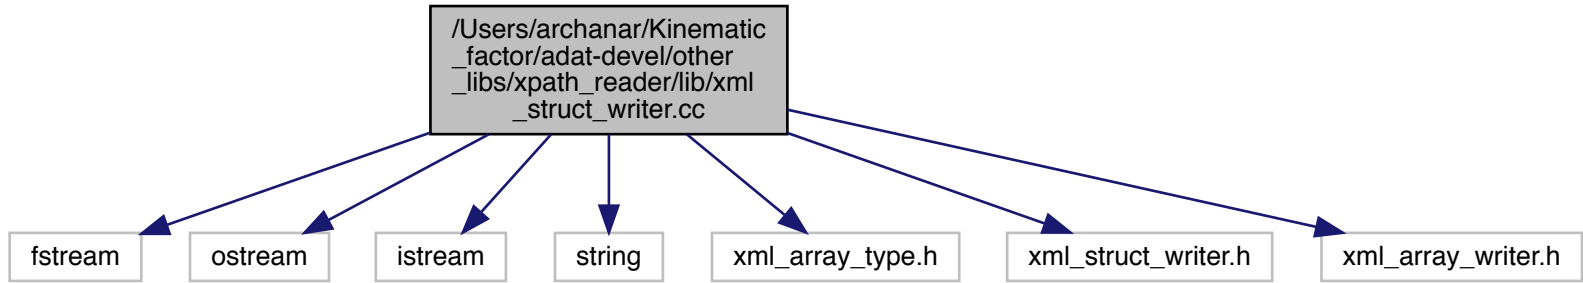 /Users/archanar/Kinematic
_factor/adat-devel/other
_libs/xpath_reader/lib/xml
_struct_writer.cc
fstream
ostream
istream
string
xml_array_type.h
xml_struct_writer.h
xml_array_writer.h